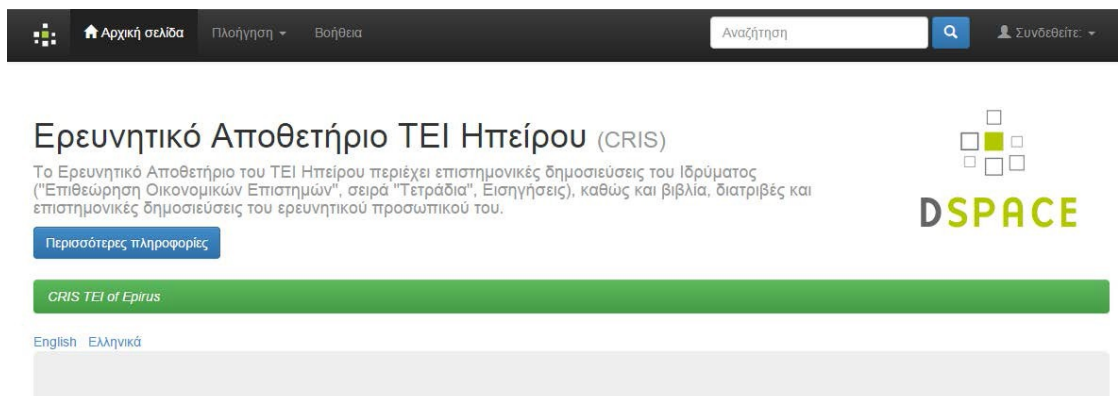 Αρχική σελίδα Πλοήγηση Βοήθεια Αναζήτηση Συνδεθείτε:
Ερευνητικό Αποθετήριο ΤΕΙ Ηπείρου (CRIS)
Το Ερευνητικό Αποθετήριο του ΤΕΙ Ηπείρου περιέχει επιστημονικές δημοσιεύσεις του Ιδρύματος
("Επιθεώρηση Οικονομικών Επιστημών", σειρά "Τετράδια", Εισηγήσεις), καθώς και βιβλία, διατριβές και
επιστημονικές δημοσιεύσεις του ερευνητικού προσωπικού του.
DSPACE
Περισσότερες πληροφορίες
CRIS TEI of Epirus
English Ελληνικά